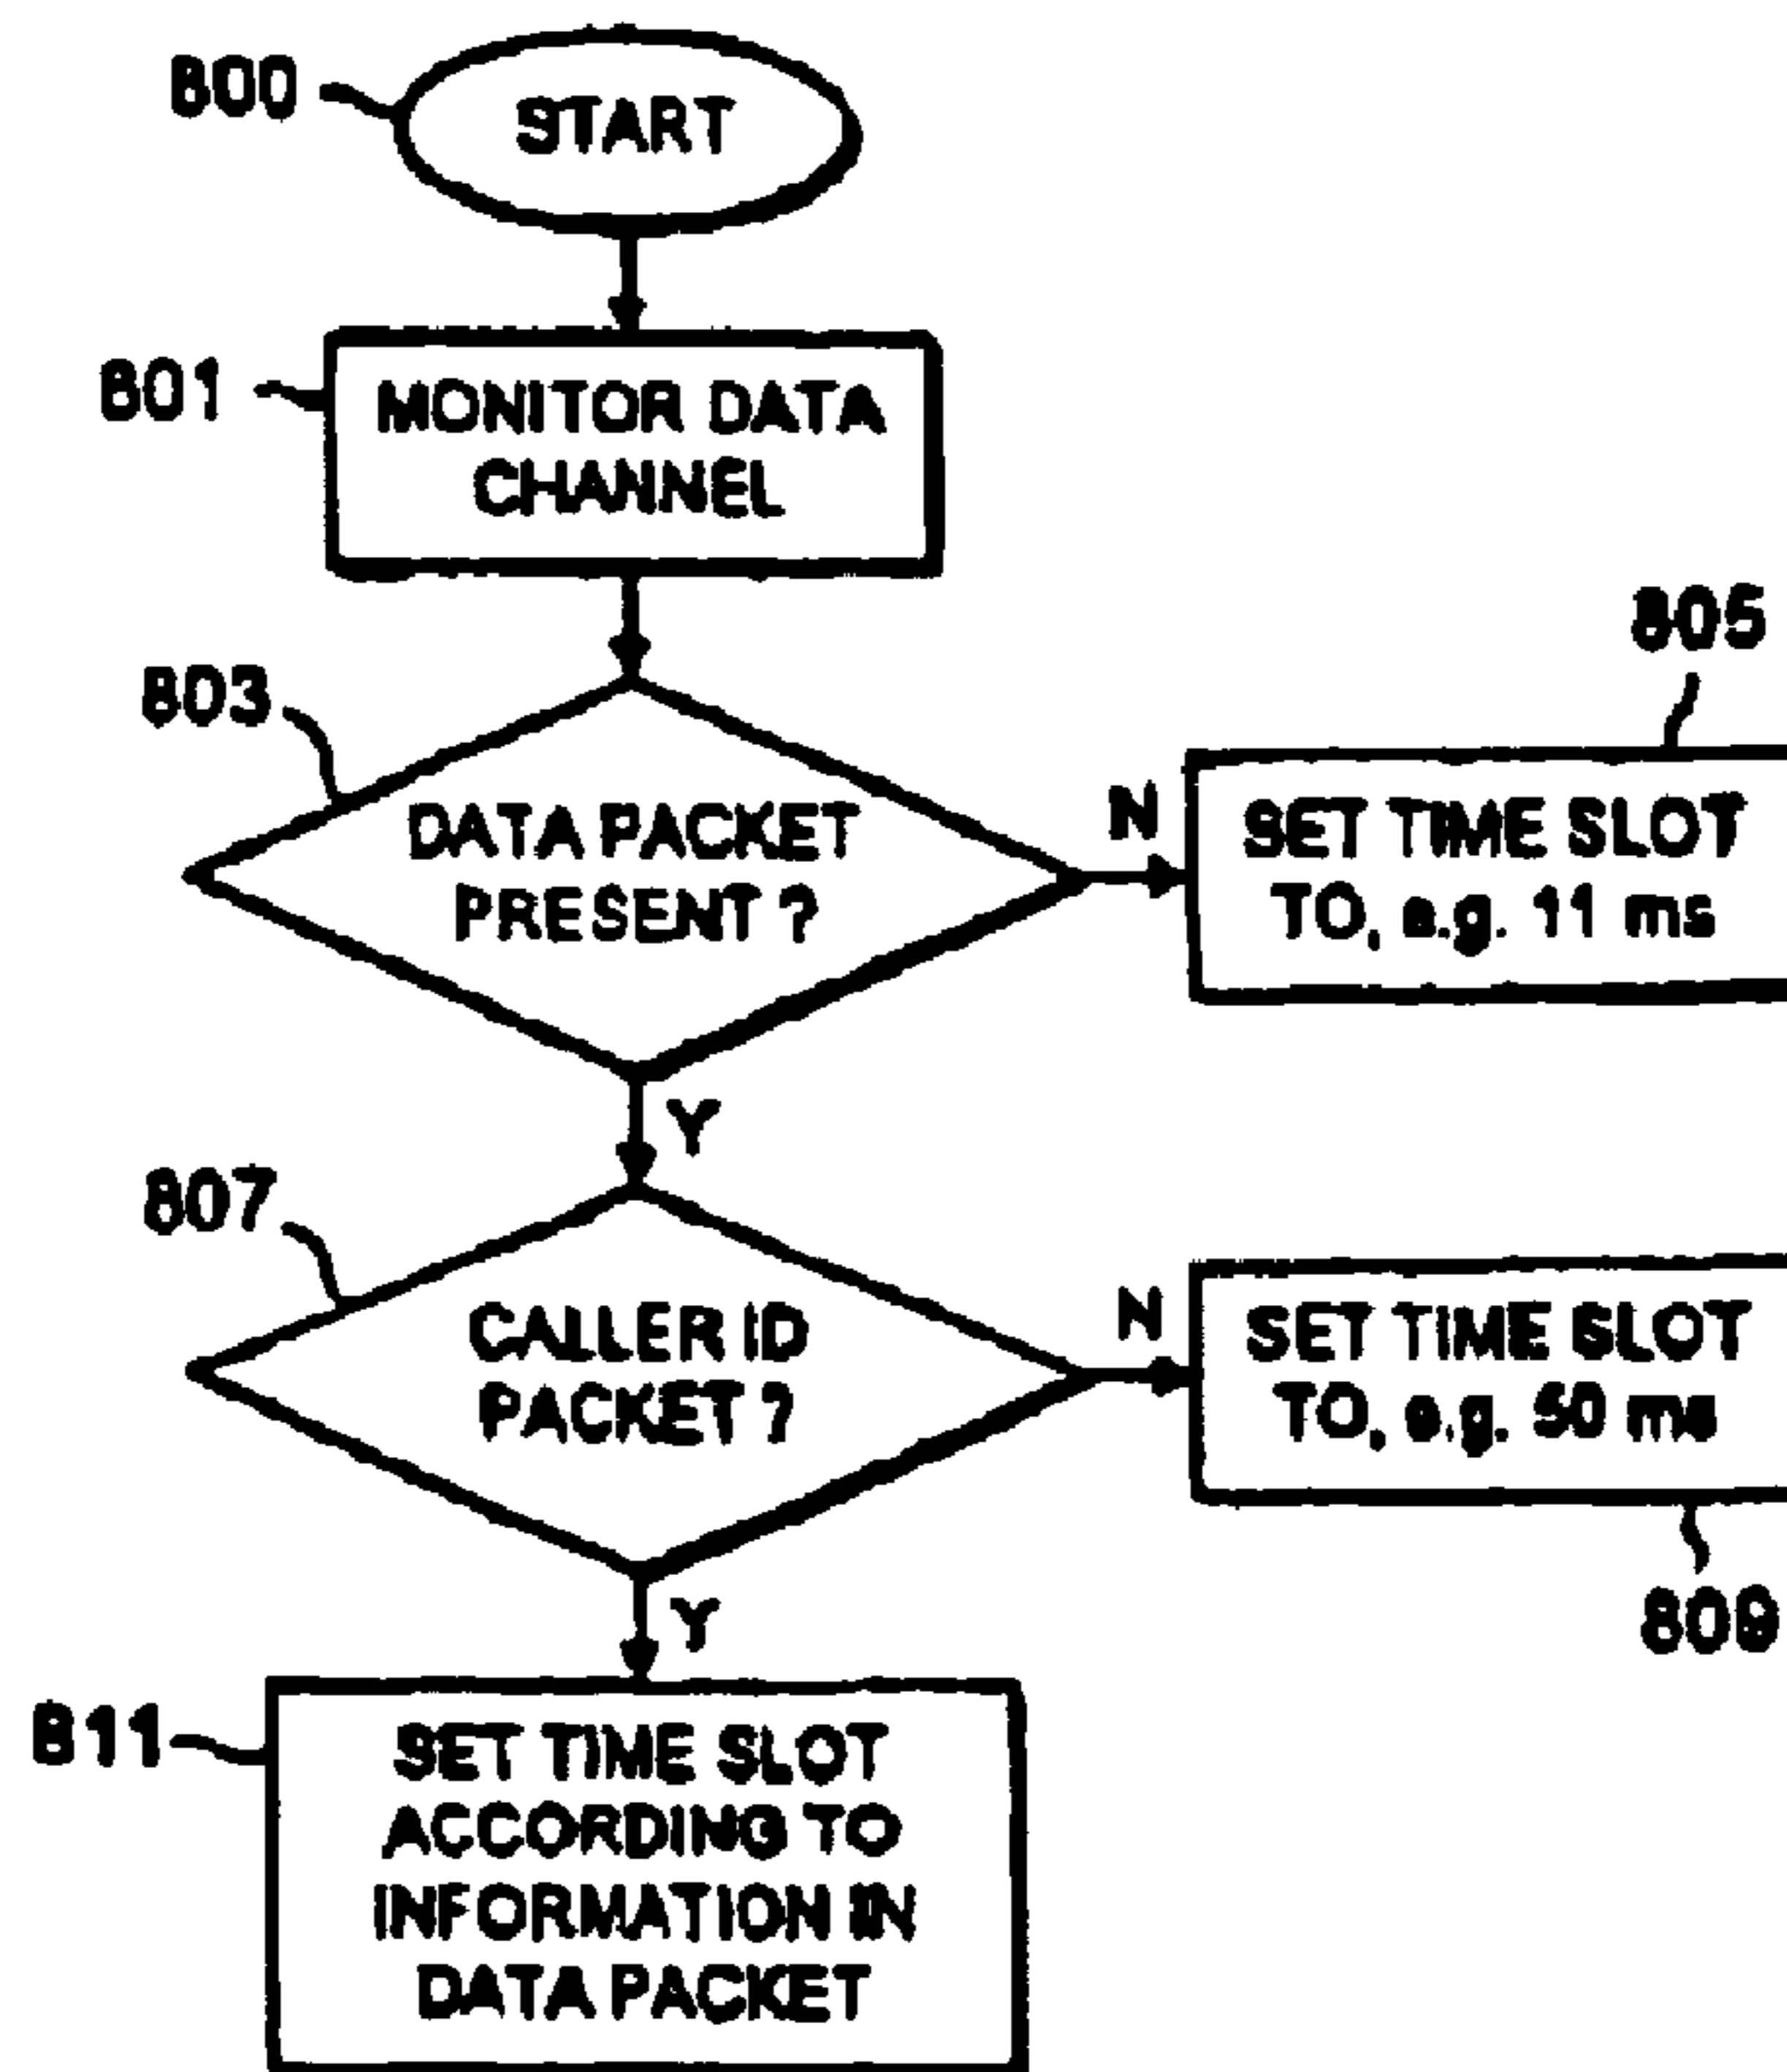 800
START
801
MONITOR DATA
CHANNEL
803
DATA PACKET
PRESENT ?
N
805
SET TIME SLOT
TO, e.g. 11 ms
Y
807
CALLER ID
PACKET ?
N
SET TIME SLOT
TO, e.g. 50 ms
809
Y
811
SET TIME SLOT
ACCORDING TO
INFORMATION IN
DATA PACKET